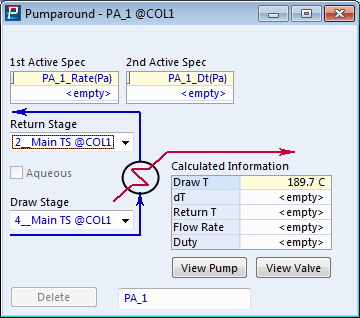 Pumparound - PA_1 @COL1
1st Active Spec 2nd Active Spec
PA_1_Rate(Pa) PA_1_Dt(Pa)
<empty> <empty>
Return Stage
2__Main TS @COL1
Aqueous
Draw Stage
4__Main TS @COL1
Calculated Information
Draw T 189.7 C
dT <empty>
Return T <empty>
Flow Rate <empty>
Duty <empty>
View Pump View Valve
Delete PA_1